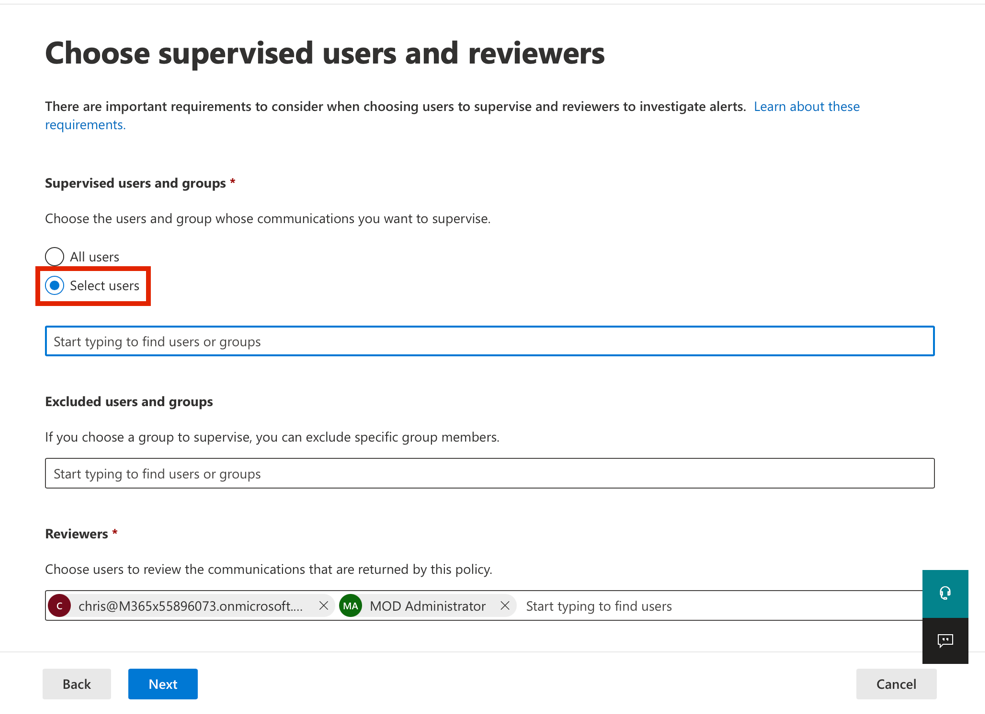 Choose supervised users and reviewers
There are important requirements to consider when choosing users to supervise and reviewers to investigate alerts. Learn about these
requirements.
Supervised users and groups *
Choose the users and group whose communications you want to supervise.
All users
Select users
Start typing to find users or groups
Excluded users and groups
If you choose a group to supervise, you can exclude specific group members.
Start typing to find users or groups
Reviewers *
Choose users to review the communications that are returned by this policy.
C chris@M365x55896073.onmicrosoft.... MA MOD Administrator Start typing to find users
Back Next Cancel